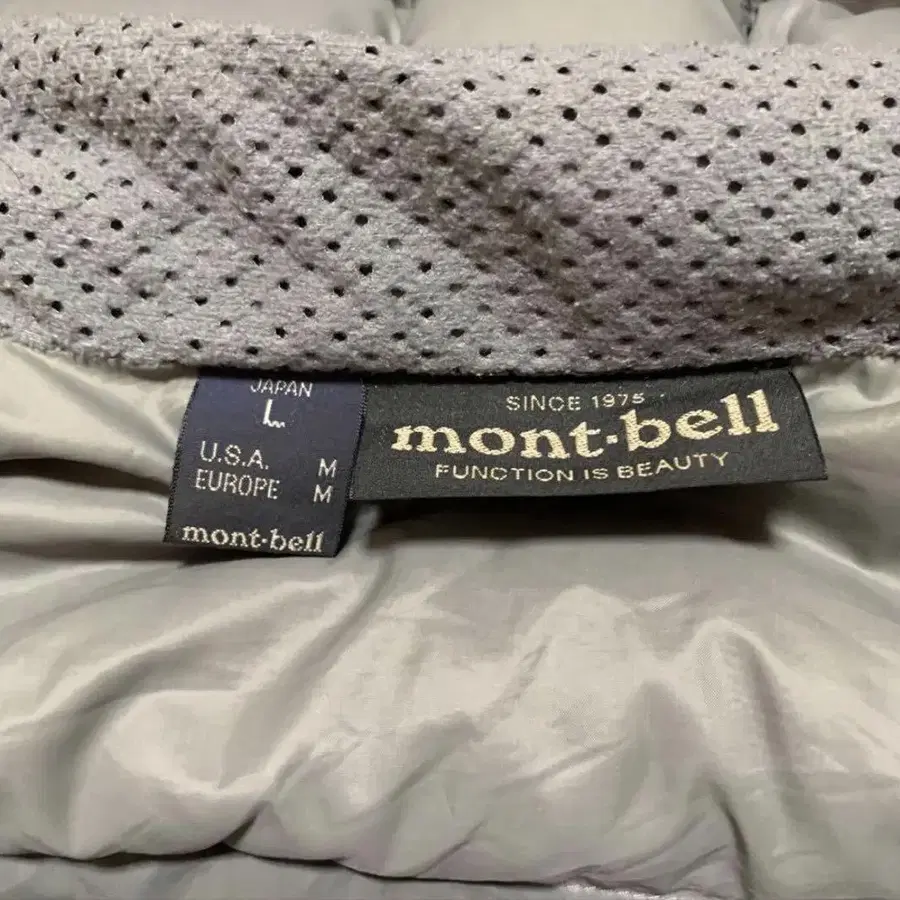 JAPAN
L
U.S.A. M
EUROPE M
mont-bell
SINCE 1975
mont-bell
FUNCTION IS BEAUTY